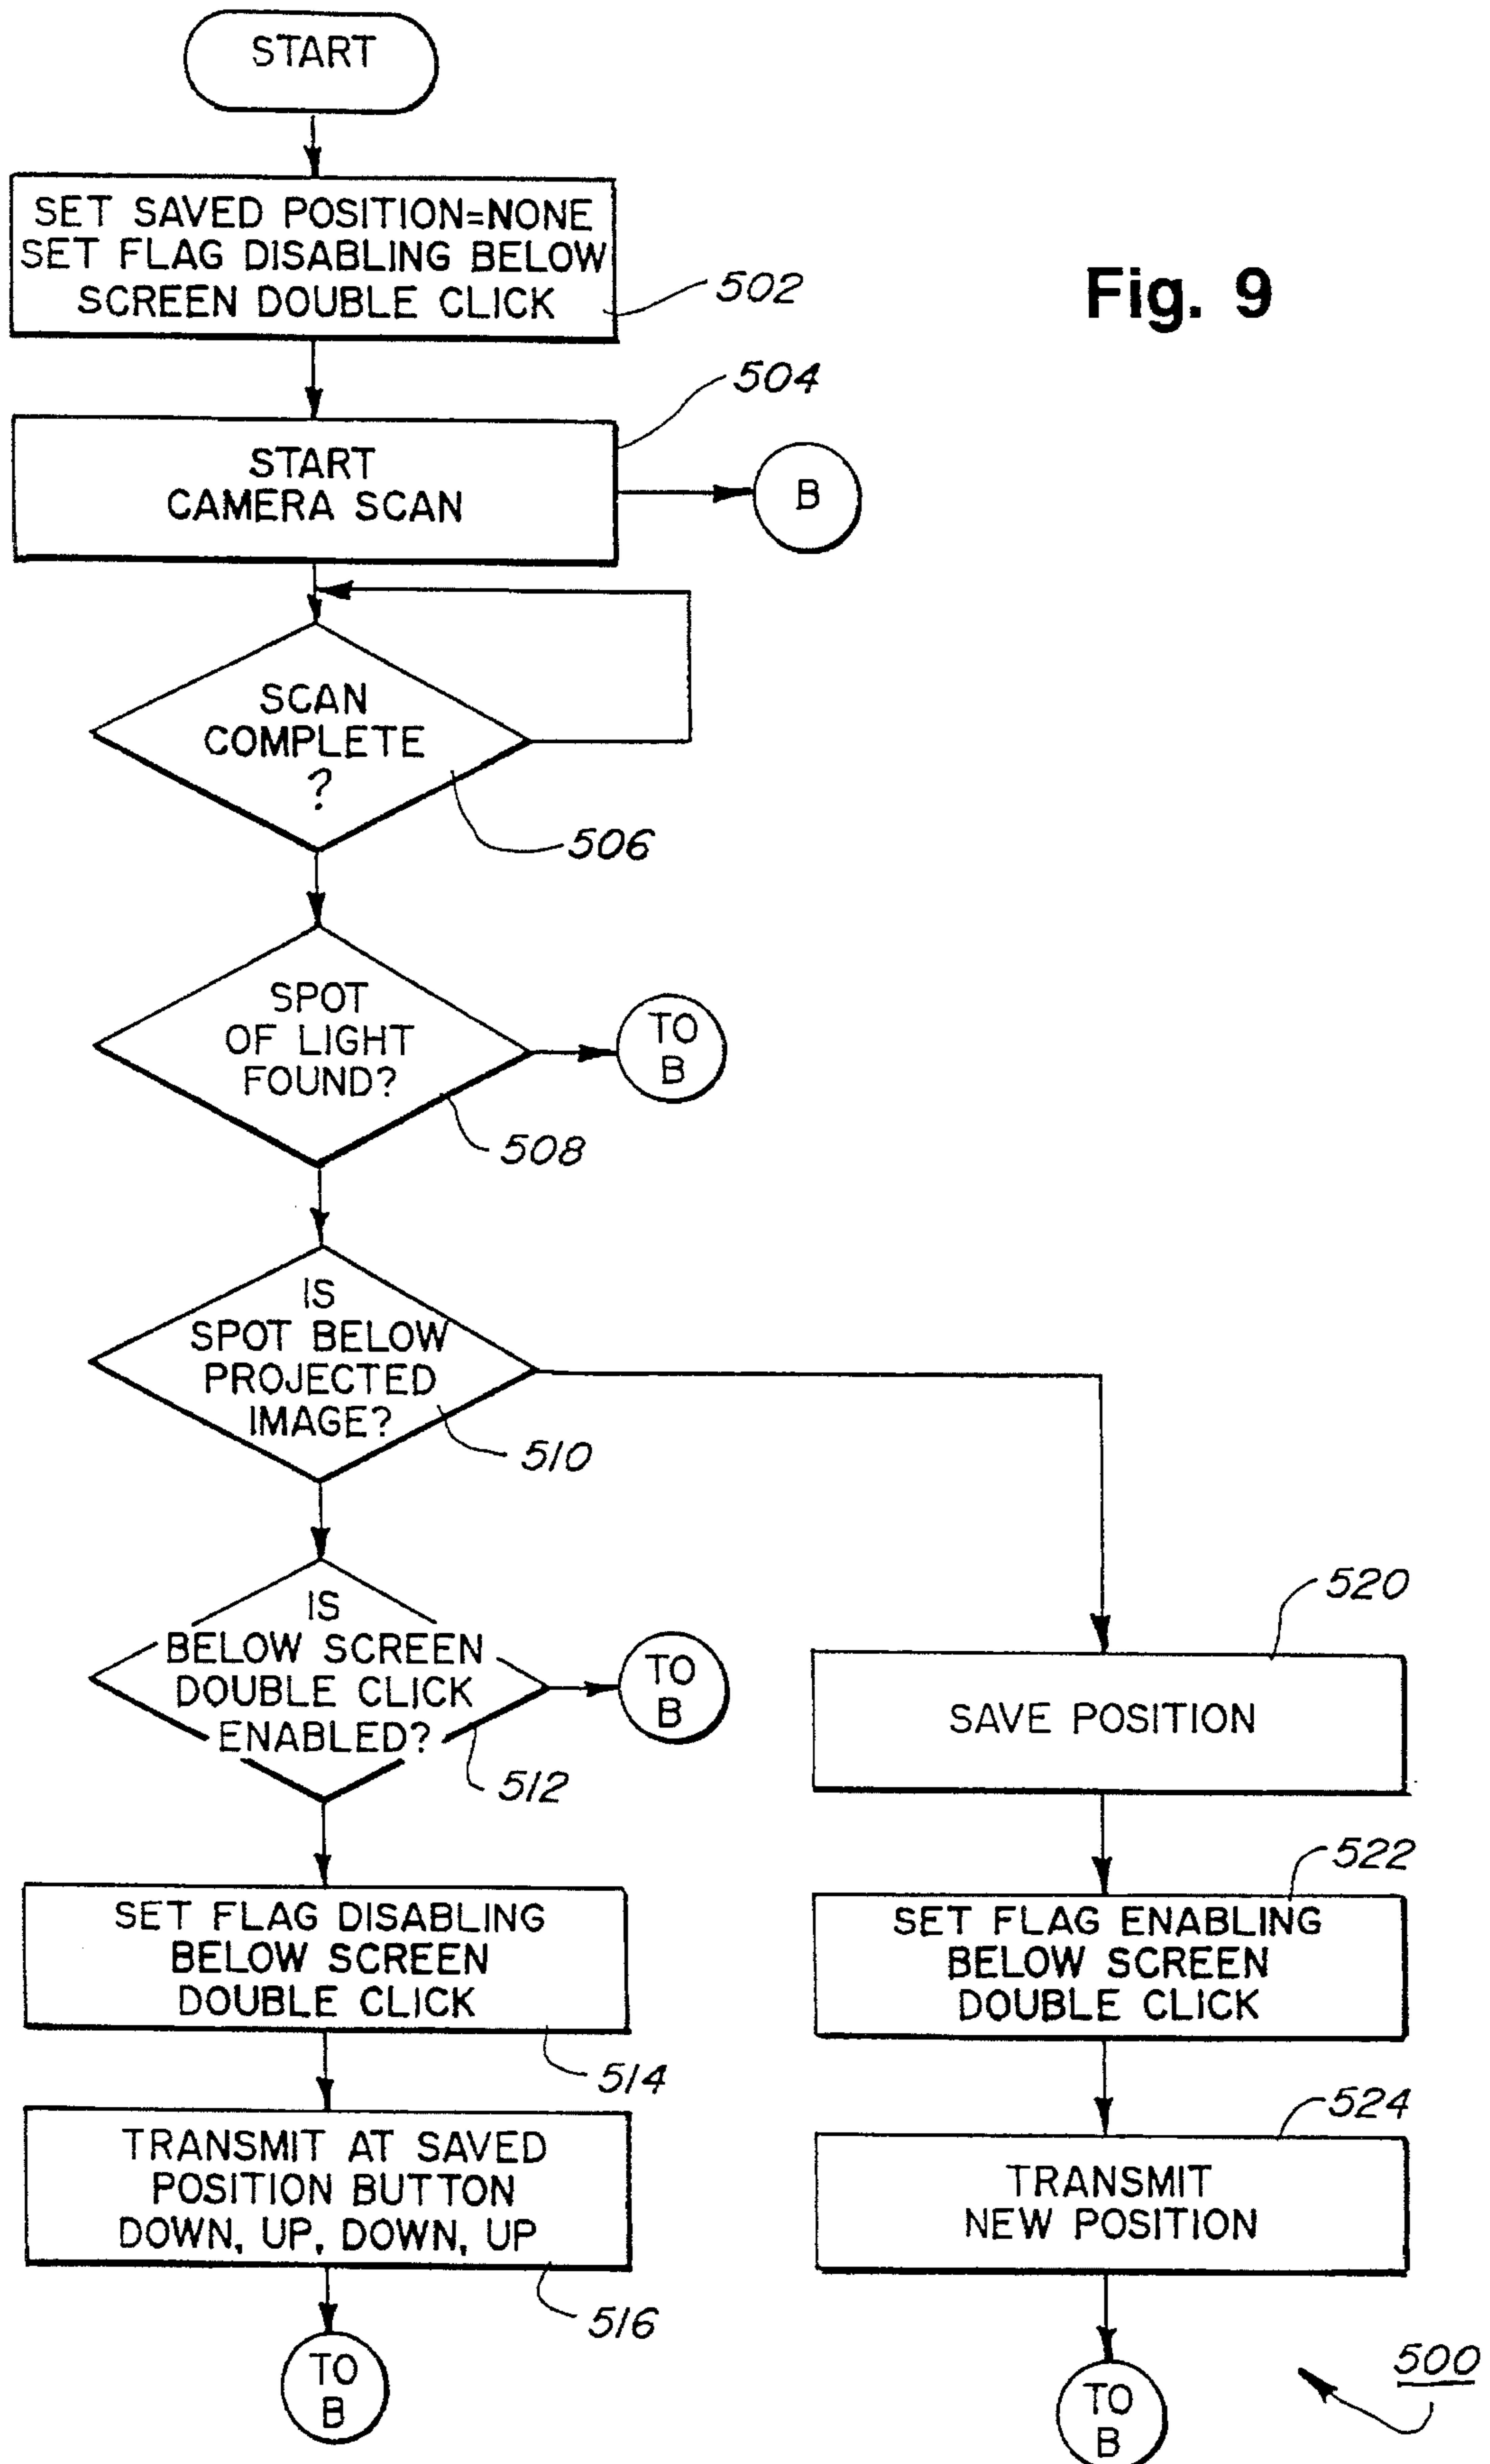 START
SET SAVED POSITION=NONE
SET FLAG DISABLING BELOW
SCREEN DOUBLE CLICK
502
Fig. 9
504
START
CAMERA SCAN
B
SCAN
COMPLETE
?
506
SPOT
OF LIGHT
FOUND?
TO
B
508
IS
SPOT BELOW
PROJECTED
IMAGE?
510
IS
BELOW SCREEN
DOUBLE CLICK
ENABLED?
TO
B
512
520
SAVE POSITION
SET FLAG DISABLING
BELOW SCREEN
DOUBLE CLICK
514
522
SET FLAG ENABLING
BELOW SCREEN
DOUBLE CLICK
TRANSMIT AT SAVED
POSITION BUTTON
DOWN, UP, DOWN, UP
516
524
TRANSMIT
NEW POSITION
TO
B
TO
B
500